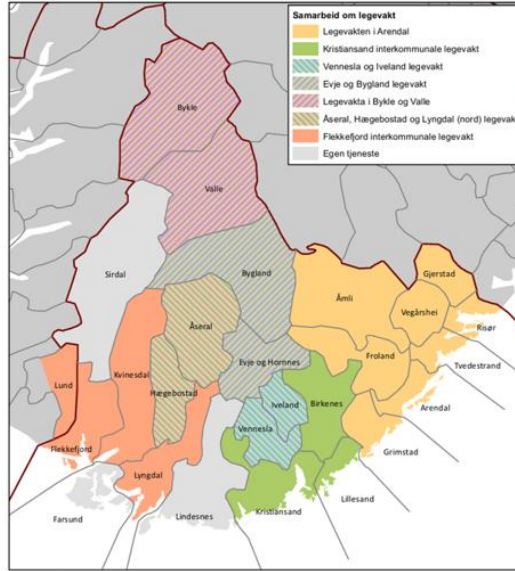 Samarbeid om legevakt
Legevakten i Arendal
Kristiansand interkommunale legevakt
Vennesla og Iveland legevakt
Evje og Bygland legevakt
Legevakta i Bykle og Valle
Åseral, Hægebostad og Lyngdal (nord) legevakt
Flekkefjord interkommunale legevakt
Egen tjeneste
Bykle
Valle
Sirdal
Bygland
Gjerstad
Åmli
Vegårshei
Risør
Åseral
Froland
Tvedestrand
Evje og Hornnes
Kvinesdal
Lund
Hægebostad
Iveland
Birkenes
Arendal
Vennesla
Grimstad
Flekkefjord
Lyngdal
Lillesand
Kristiansand
Farsund
Lindesnes